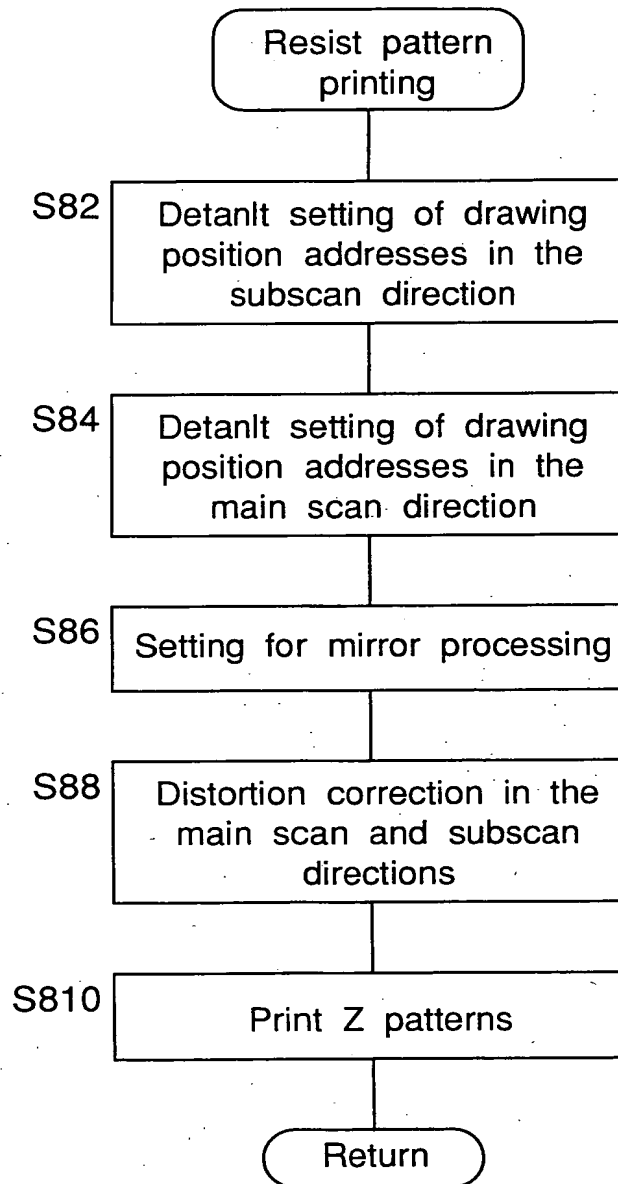 Resist pattern
printing
S82
Detanlt setting of drawing
position addresses in the
subscan direction
S84
Detanlt setting of drawing
position addresses in the
main scan direction
S86
Setting for mirror processing
S88
Distortion correction in the
main scan and subscan
directions
S810
Print Z patterns
Return